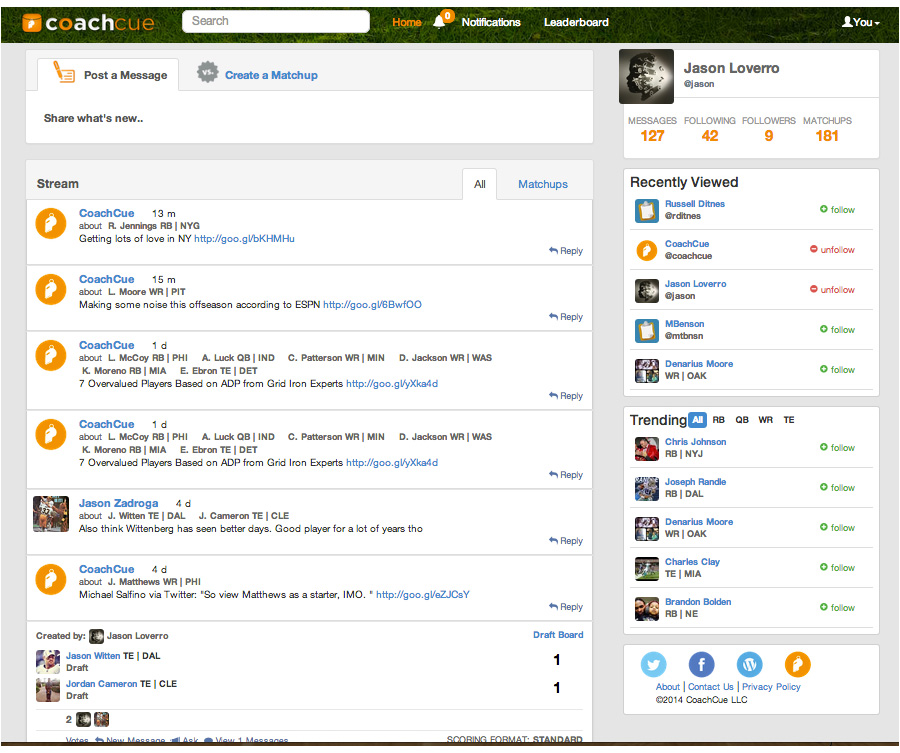 coachcue
Search
Home
0
Notifications
Leaderboard
You
Post a Message
vs.
Create a Matchup
Share what's new..
Stream
All
Matchups
CoachCue 13 m
about R. Jennings RB | NYG
Getting lots of love in NY http://goo.gl/bKHMHu
Reply
CoachCue 15 m
about L. Moore WR | PIT
Making some noise this offseason according to ESPN http://goo.gl/6BwfOO
Reply
CoachCue 1 d
about L. McCoy RB | PHI A. Luck QB | IND C. Patterson WR | MIN D. Jackson WR | WAS
K. Moreno RB | MIA E. Ebron TE | DET
7 Overvalued Players Based on ADP from Grid Iron Experts http://goo.gl/yXka4d
Reply
CoachCue 1 d
about L. McCoy RB | PHI A. Luck QB | IND C. Patterson WR | MIN D. Jackson WR | WAS
K. Moreno RB | MIA E. Ebron TE | DET
7 Overvalued Players Based on ADP from Grid Iron Experts http://goo.gl/yXka4d
Reply
Jason Zadroga 4 d
about J. Witten TE | DAL J. Cameron TE | CLE
Also think Wittenberg has seen better days. Good player for a lot of years tho
Reply
CoachCue 4 d
about J. Matthews WR | PHI
Michael Salfino via Twitter: "So view Matthews as a starter, IMO. " http://goo.gl/eZJCsY
Reply
Created by: Jason Loverro
Draft Board
Jason Witten TE | DAL
Draft
1
Jordan Cameron TE | CLE
Draft
1
2
Votes New Message Ask View 1 Messages
SCORING FORMAT: STANDARD
Jason Loverro
@jason
MESSAGES FOLLOWING FOLLOWERS MATCHUPS
127 42 9 181
Recently Viewed
Russell Ditnes
@rditnes
follow
CoachCue
@coachcue
unfollow
Jason Loverro
@jason
unfollow
MBenson
@mtbnsn
follow
Denarius Moore
WR | OAK
follow
Trending All RB QB WR TE
Chris Johnson
RB | NYJ
follow
Joseph Randle
RB | DAL
follow
Denarius Moore
WR | OAK
follow
Charles Clay
TE | MIA
follow
Brandon Bolden
RB | NE
follow
About | Contact Us | Privacy Policy
©2014 CoachCue LLC